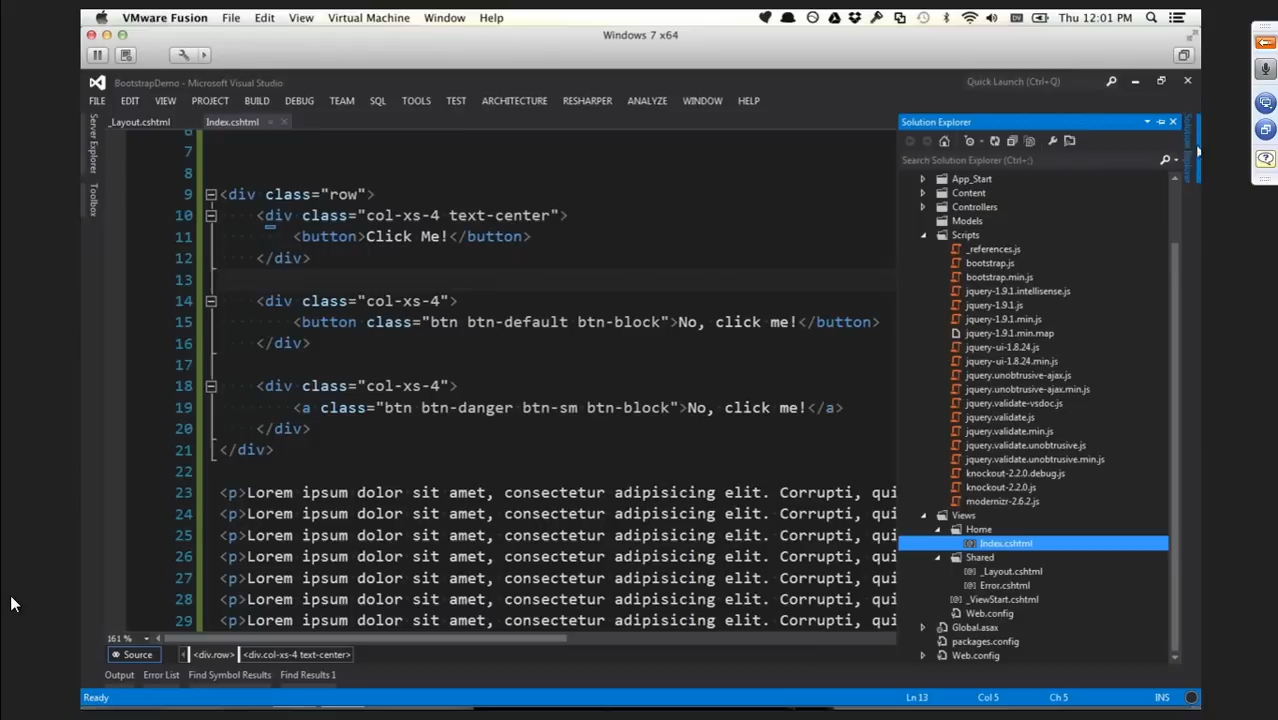 VMware Fusion File Edit View Virtual Machine Window Help Thu 12:01 PM
Windows 7 x64
BootstrapDemo - Microsoft Visual Studio Quick Launch (Ctrl+Q)
FILE EDIT VIEW PROJECT BUILD DEBUG TEAM SQL TOOLS TEST ARCHITECTURE RESHARPER ANALYZE WINDOW HELP
Server Explorer
Toolbox
_Layout.cshtml Index.cshtml
6
7
8
9 <div class="row">
10 <div class="col-xs-4 text-center">
11 <button>Click Me!</button>
12 </div>
13
14 <div class="col-xs-4">
15 <button class="btn btn-default btn-block">No, click me!</button>
16 </div>
17
18 <div class="col-xs-4">
19 <a class="btn btn-danger btn-sm btn-block">No, click me!</a>
20 </div>
21 </div>
22
23 <p>Lorem ipsum dolor sit amet, consectetur adipisicing elit. Corrupti, qui
24 <p>Lorem ipsum dolor sit amet, consectetur adipisicing elit. Corrupti, qui
25 <p>Lorem ipsum dolor sit amet, consectetur adipisicing elit. Corrupti, qui
26 <p>Lorem ipsum dolor sit amet, consectetur adipisicing elit. Corrupti, qui
27 <p>Lorem ipsum dolor sit amet, consectetur adipisicing elit. Corrupti, qui
28 <p>Lorem ipsum dolor sit amet, consectetur adipisicing elit. Corrupti, qui
29 <p>Lorem ipsum dolor sit amet, consectetur adipisicing elit. Corrupti, qui
161 %
Source <div.row> <div.col-xs-4 text-center>
Output Error List Find Symbol Results Find Results 1
Solution Explorer
Search Solution Explorer (Ctrl+;)
App_Start
Content
Controllers
Models
Scripts
_references.js
bootstrap.js
bootstrap.min.js
jquery-1.9.1.intellisense.js
jquery-1.9.1.js
jquery-1.9.1.min.js
jquery-1.9.1.min.map
jquery-ui-1.8.24.js
jquery-ui-1.8.24.min.js
jquery.unobtrusive-ajax.js
jquery.unobtrusive-ajax.min.js
jquery.validate-vsdoc.js
jquery.validate.js
jquery.validate.min.js
jquery.validate.unobtrusive.js
jquery.validate.unobtrusive.min.js
knockout-2.2.0.debug.js
knockout-2.2.0.js
modernizr-2.6.2.js
Views
Home
Index.cshtml
Shared
_Layout.cshtml
Error.cshtml
_ViewStart.cshtml
Web.config
Global.asax
packages.config
Web.config
Solution Explorer
Ready Ln 13 Col 5 Ch 5 INS